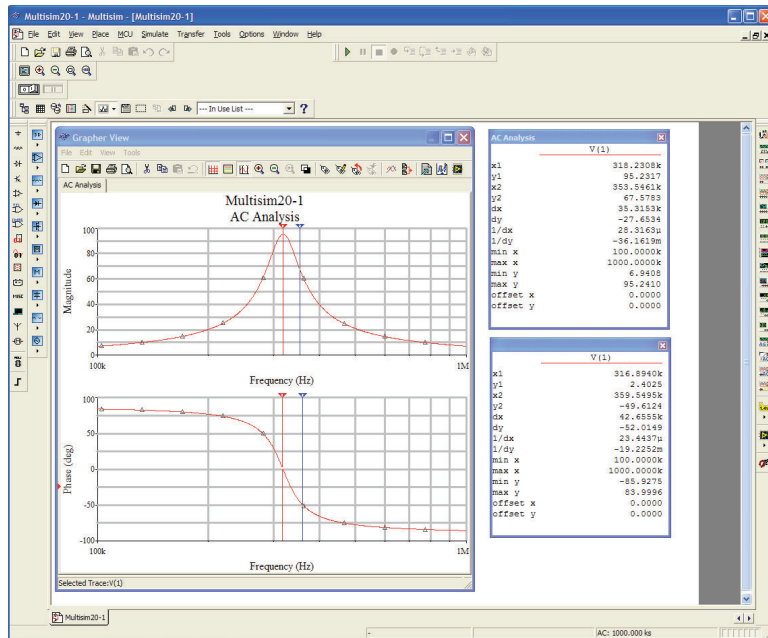 Multisim20-1 - Multisim - [Multisim20-1]
File Edit View Place MCU Simulate Transfer Tools Options Window Help
--- In Use List ---
Grapher View
File Edit View Tools
AC Analysis
Multisim20-1
AC Analysis
100
80
60
40
20
0
Magnitude
100k
1M
Frequency (Hz)
100
50
0
-50
-100
Phase (deg)
100k
1M
Frequency (Hz)
Selected Trace:V(1)
AC Analysis
V(1)
x1 318.2308k
y1 95.2317
x2 353.5461k
y2 67.5783
dx 35.3153k
dy -27.6534
1/dx 28.3163µ
1/dy -36.1619m
min x 100.0000k
max x 1000.0000k
min y 6.9408
max y 95.2410
offset x 0.0000
offset y 0.0000
V(1)
x1 316.8940k
y1 2.4025
x2 359.5495k
y2 -49.6124
dx 42.6555k
dy -52.0149
1/dx 23.4437µ
1/dy -19.2252m
min x 100.0000k
max x 1000.0000k
min y -85.9275
max y 83.9996
offset x 0.0000
offset y 0.0000
MISC
Multisim20-1
-
AC: 1000.000 ks